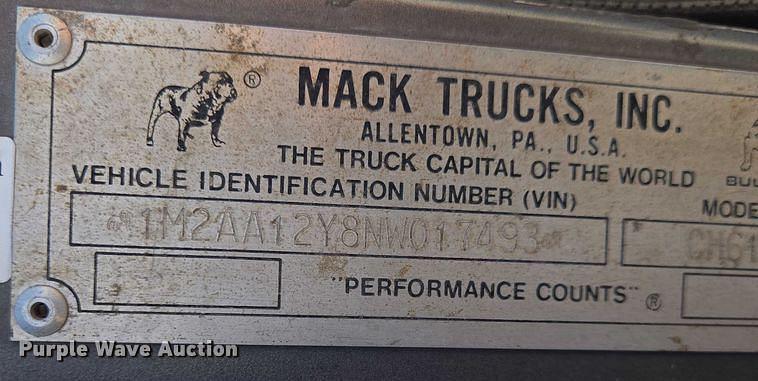 MACK TRUCKS, INC.
ALLENTOWN, PA., U.S.A.
THE TRUCK CAPITAL OF THE WORLD
VEHICLE IDENTIFICATION NUMBER (VIN)
1M2AA12Y8NW017493
"PERFORMANCE COUNTS" ®
Purple Wave Auction